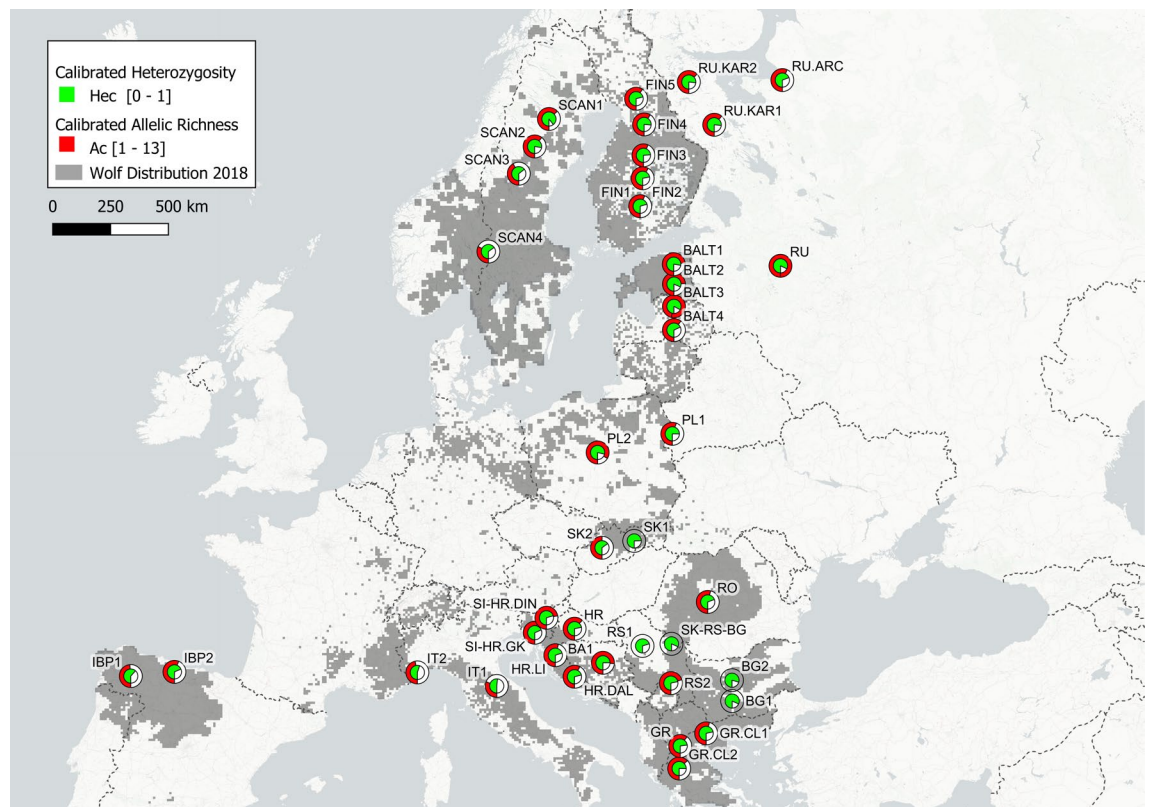 Calibrated Heterozygosity
Hec [0 - 1]
Calibrated Allelic Richness
Ac [1 - 13]
Wolf Distribution 2018
0 250 500 km
RU.KAR2
RU.ARC
FIN5
SCAN1
RU.KAR1
FIN4
SCAN2
FIN3
SCAN3
FIN1
FIN2
SCAN4
BALT1
RU
BALT2
BALT3
BALT4
PL1
PL2
SK1
SK2
RO
SI-HR.DIN
HR
RS1
SK-RS-BG
SI-HR.GK
BA1
IBP1
IBP2
IT2
HR.LI
IT1
BG2
RS2
HR.DAL
BG1
GR
GR.CL1
GR.CL2